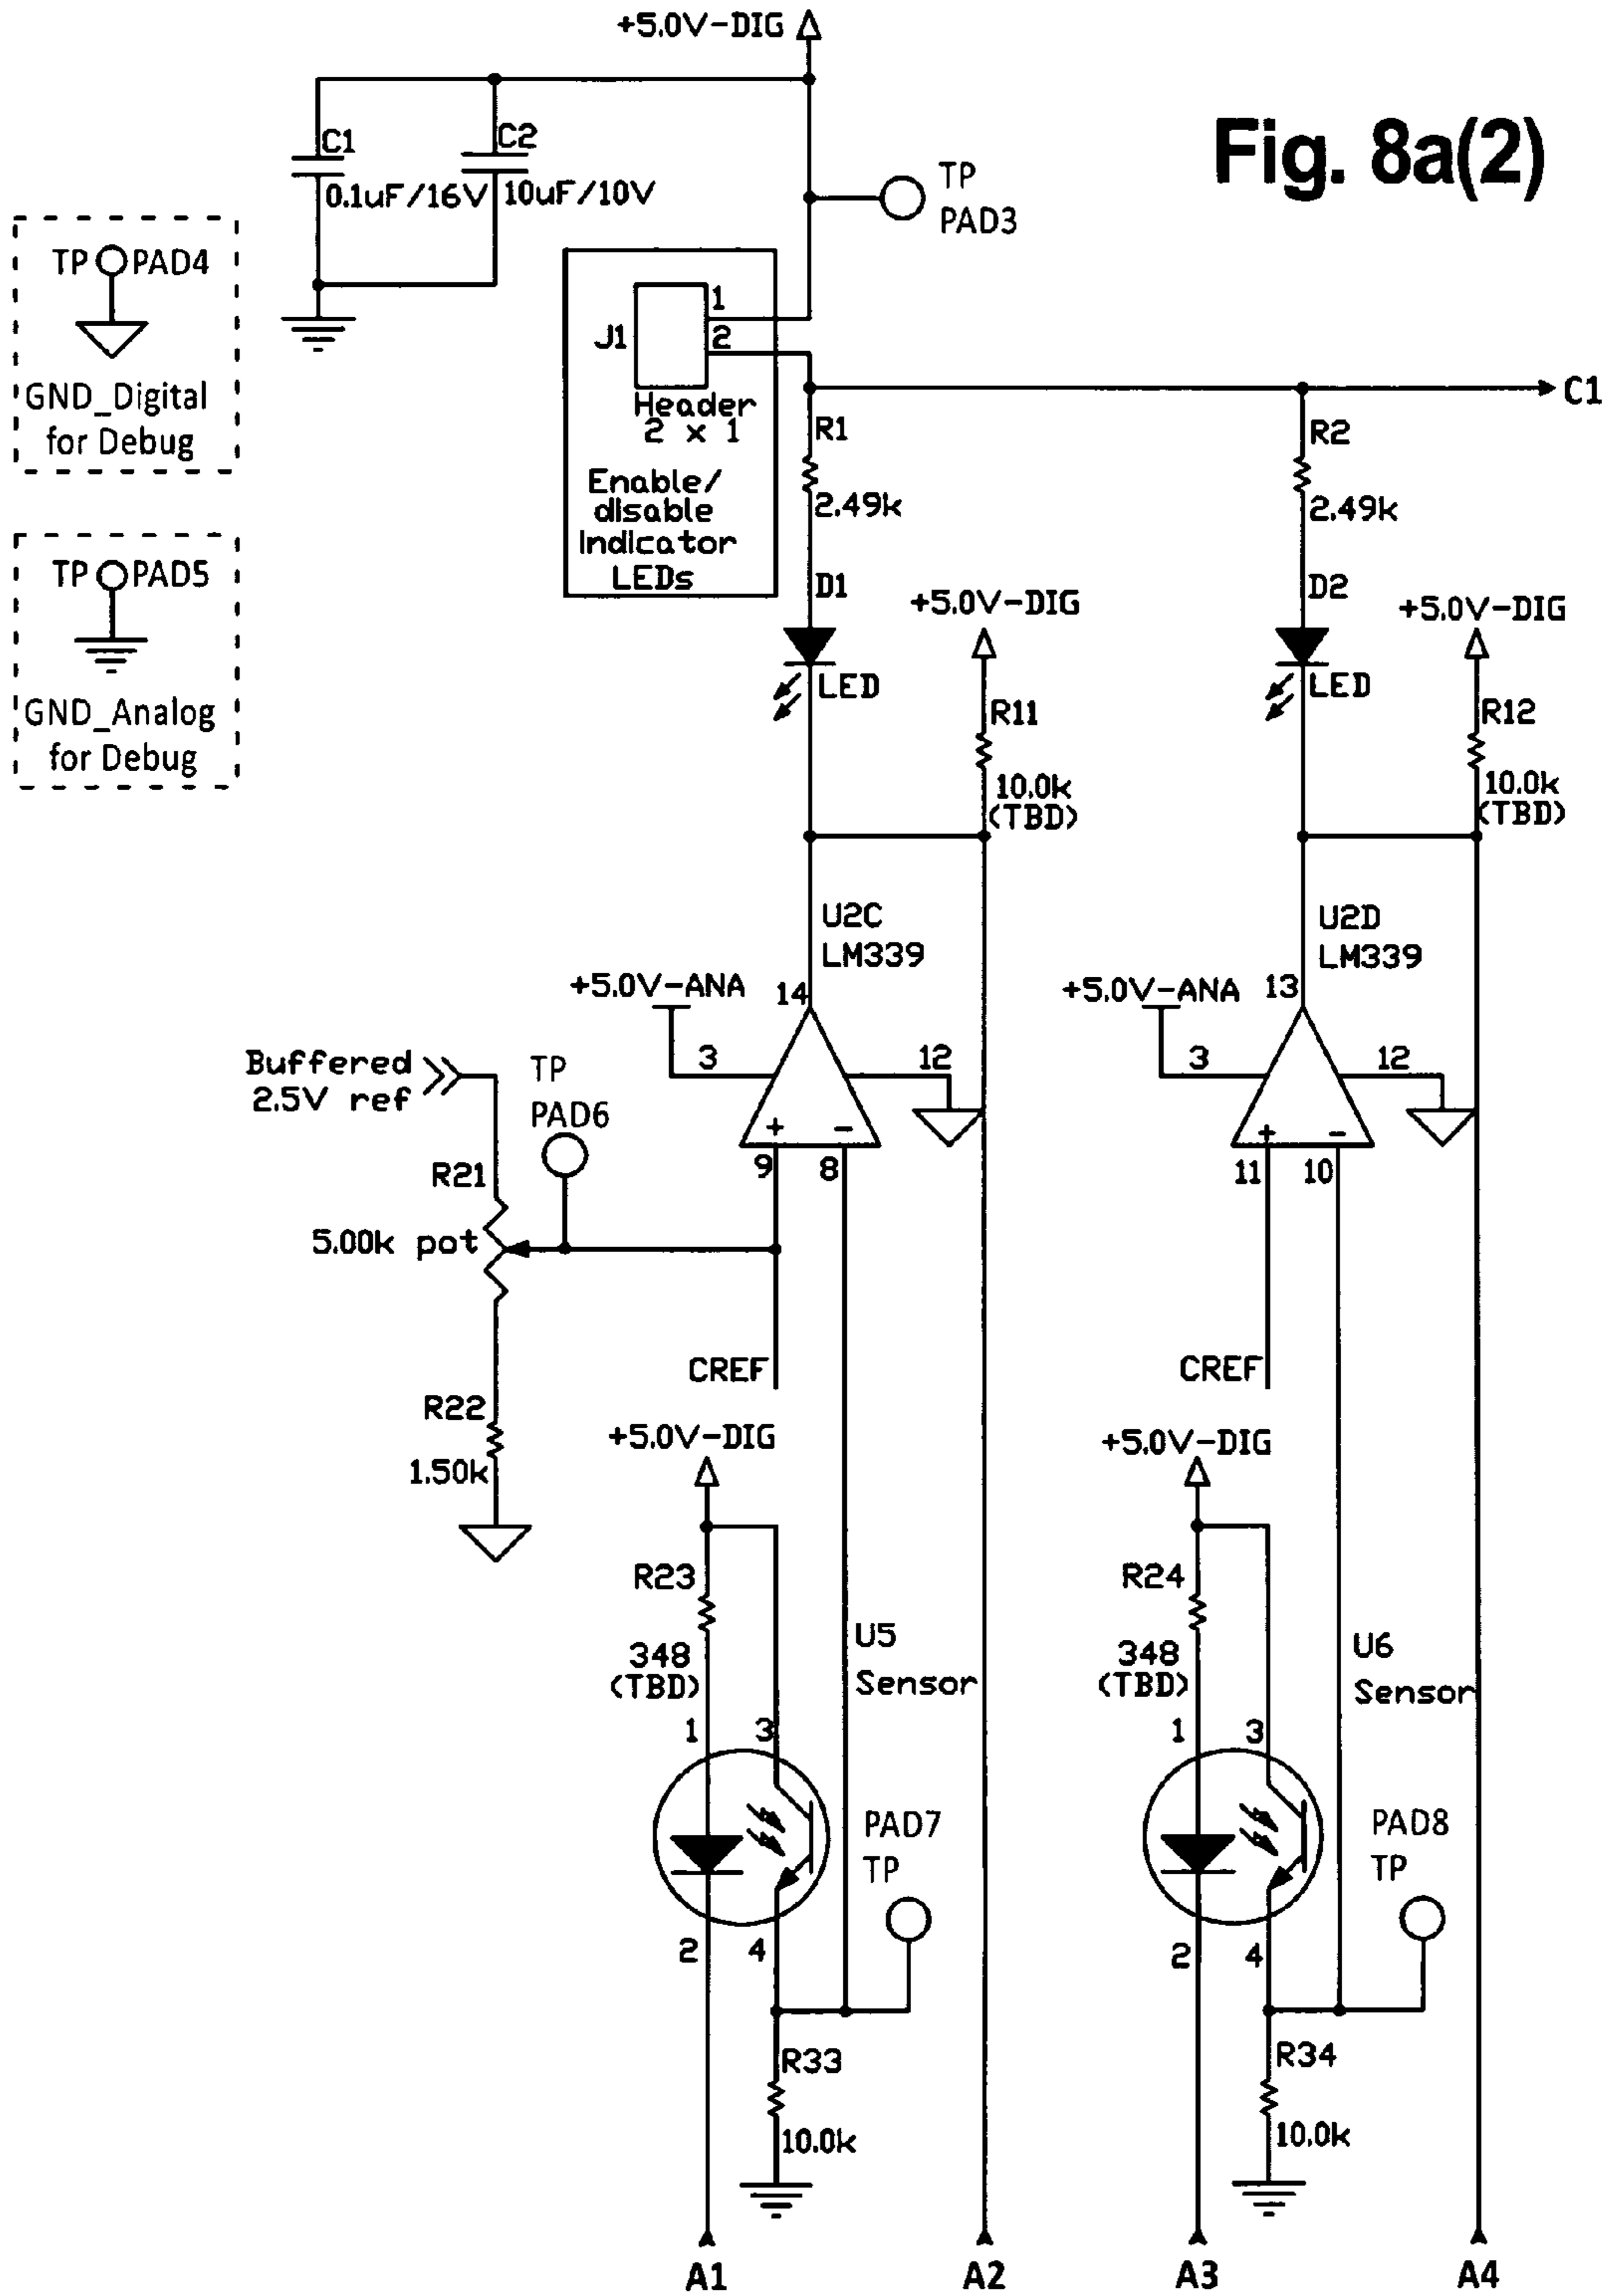 +5.0V-DIG
Fig. 8a(2)
C1
0.1uF/16V
C2
10uF/10V
TP
PAD3
TP PAD4
GND_Digital
for Debug
J1
1
2
Header
2 x 1
Enable/
disable
indicator
LEDs
C1
R1
2.49k
R2
2.49k
TP PAD5
GND_Analog
for Debug
D1
LED
+5.0V-DIG
R11
10.0k
(TBD)
D2
LED
+5.0V-DIG
R12
10.0k
(TBD)
U2C
LM339
+5.0V-ANA
14
3
12
+
-
9
8
U2D
LM339
+5.0V-ANA
13
3
12
+
-
11
10
Buffered
2.5V ref
TP
PAD6
R21
5.00k pot
CREF
CREF
R22
1.50k
+5.0V-DIG
R23
348
(TBD)
U5
Sensor
1
3
2
4
PAD7
TP
R33
10.0k
+5.0V-DIG
R24
348
(TBD)
U6
Sensor
1
3
2
4
PAD8
TP
R34
10.0k
A1
A2
A3
A4